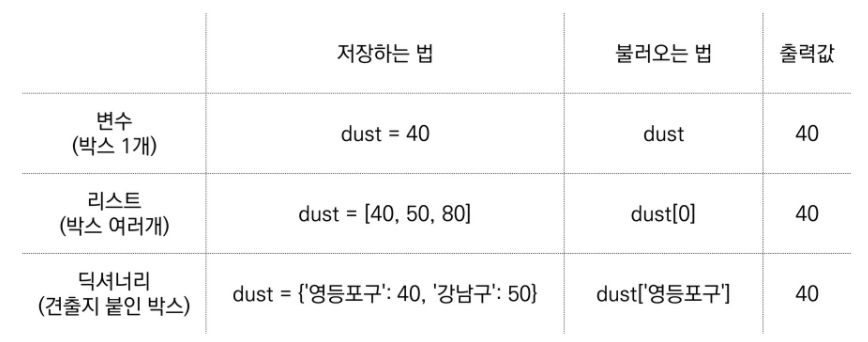 저장하는 법 불러오는 법 출력값
변수
(박스 1개)
dust = 40 dust 40
리스트
(박스 여러개)
dust = [40, 50, 80] dust[0] 40
딕셔너리
(견출지 붙인 박스)
dust = {'영등포구': 40, '강남구': 50} dust['영등포구'] 40